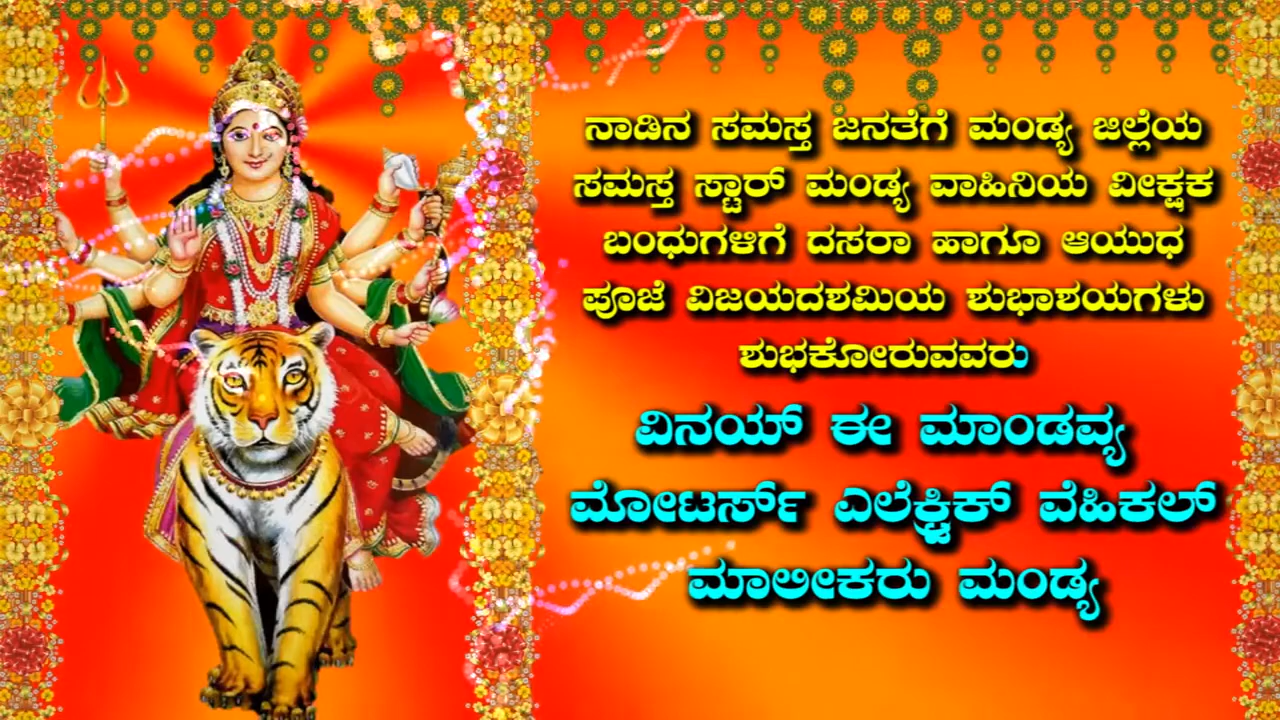 ನಾಡಿನ ಸಮಸ್ತ ಜನತೆಗೆ ಮಂಡ್ಯ ಜಿಲ್ಲೆಯ
ಸಮಸ್ತ ಸ್ಟಾರ್ ಮಂಡ್ಯ ವಾಹಿನಿಯ ವೀಕ್ಷಕ
ಬಂಧುಗಳಿಗೆ ದಸರಾ ಹಾಗೂ ಆಯುಧ
ಪೂಜೆ ವಿಜಯದಶಮಿಯ ಶುಭಾಶಯಗಳು
ಶುಭಕೋರುವವರು
ವಿನಯ್ ಈ ಮಾಂಡವ್ಯ
ಮೋಟರ್ಸ್ ಎಲೆಕ್ಟ್ರಿಕ್ ವೆಹಿಕಲ್
ಮಾಲೀಕರು ಮಂಡ್ಯ